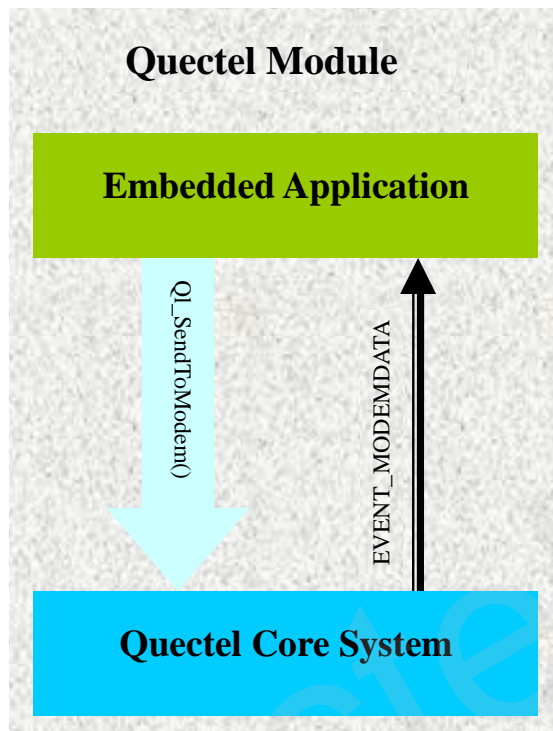 Quectel Module
Embedded Application
Ql_SendToModem()
EVENT_MODEMDATA
Quectel Core System